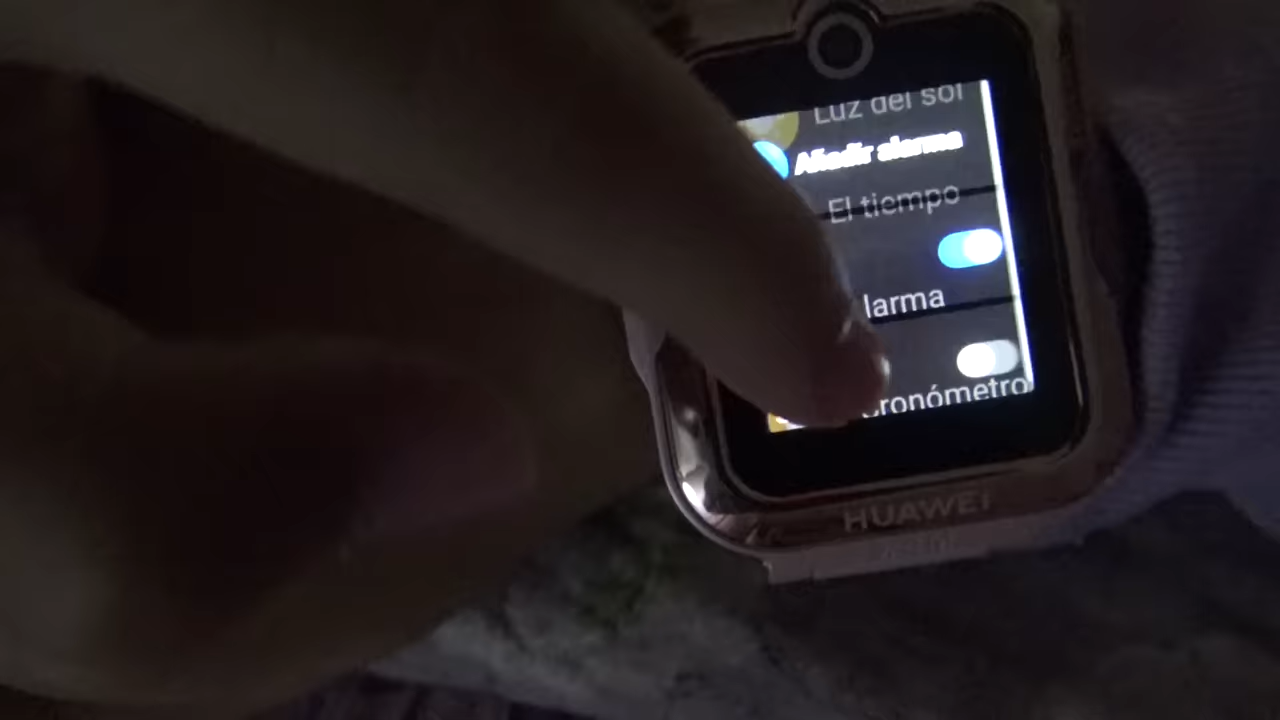 Luz del sol
Añadir alarma
El tiempo
larma
ronómetro
HUAWEI